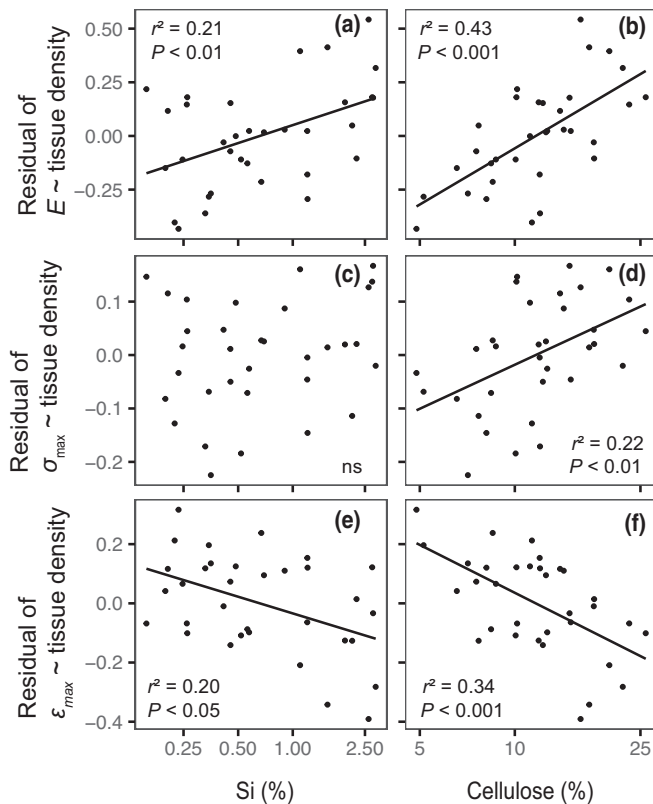 r² = 0.21
P < 0.01
(a)
r² = 0.43
P < 0.001
(b)
0.50
0.25
0.00
−0.25
Residual of
E ~ tissue density
(c)
ns
(d)
r² = 0.22
P < 0.01
0.1
0.0
−0.1
−0.2
Residual of
σmax ~ tissue density
(e)
r² = 0.20
P < 0.05
(f)
r² = 0.34
P < 0.001
0.2
0.0
−0.2
−0.4
Residual of
εmax ~ tissue density
0.25 0.50 1.00 2.50
5 10 25
Si (%)
Cellulose (%)